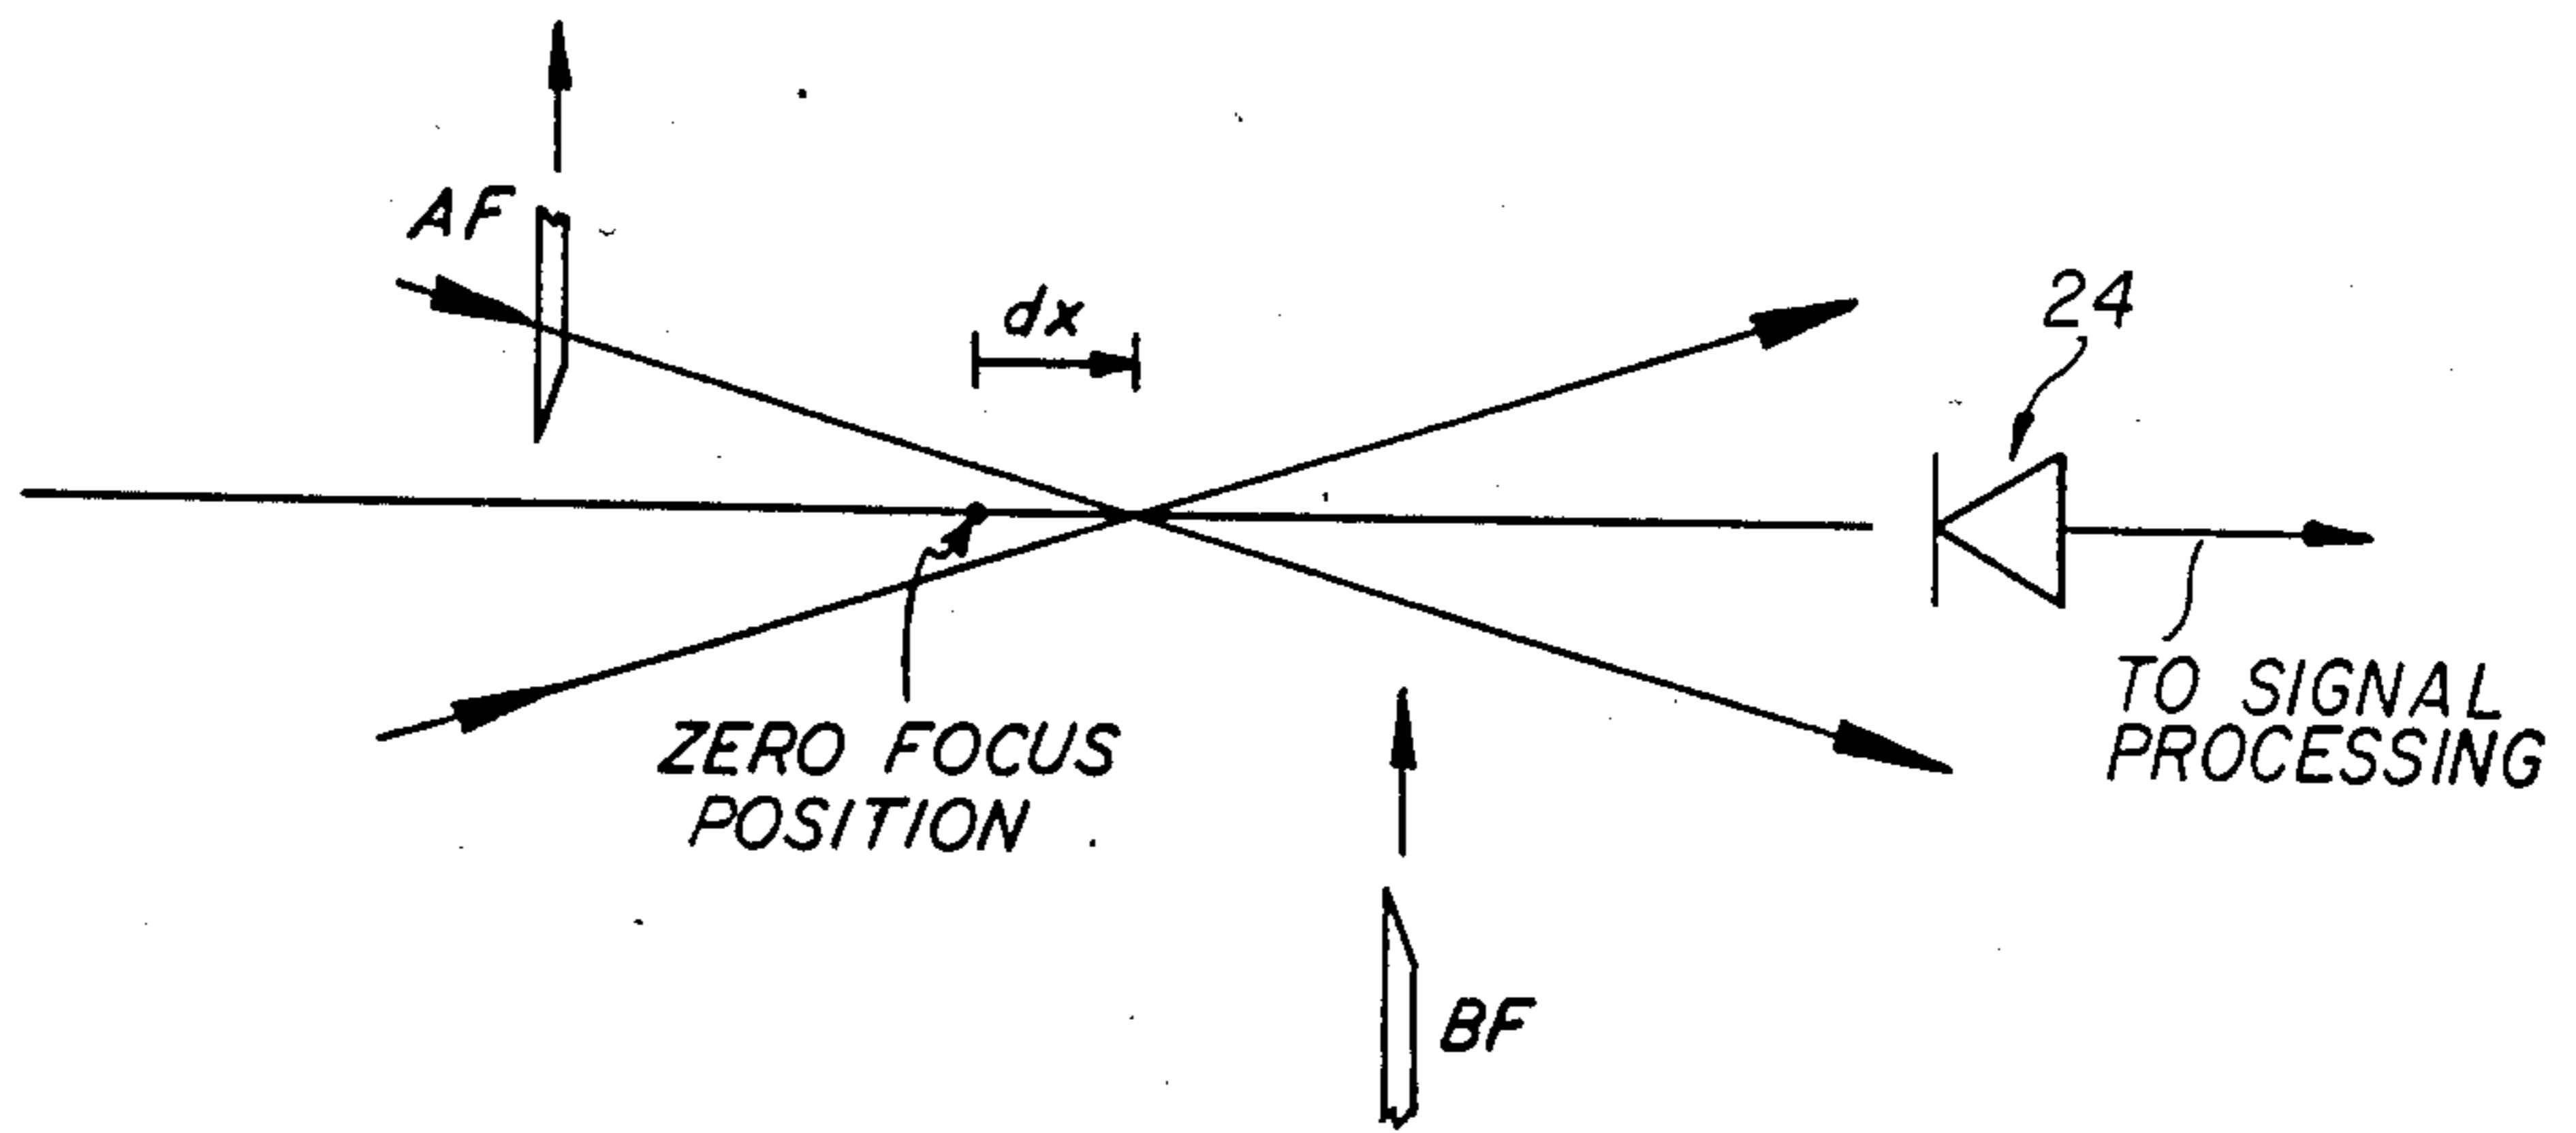 AF
dx
24
ZERO FOCUS
POSITION
TO SIGNAL
PROCESSING
BF